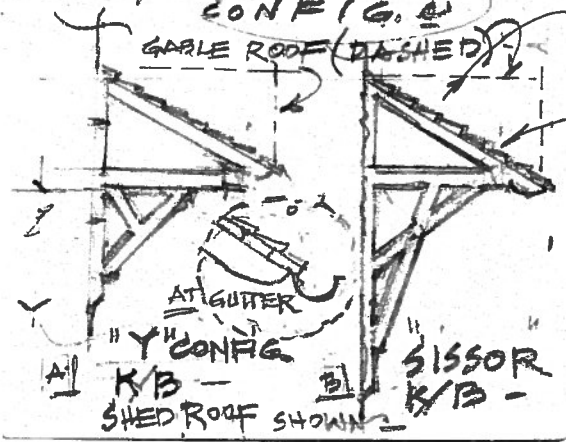 CONFIG.
GABLE ROOF (DASHED)
AT GUTTER
"Y" CONFIG.
K/B -
A
B
"SISSOR"
K/B -
SHED ROOF SHOWN -